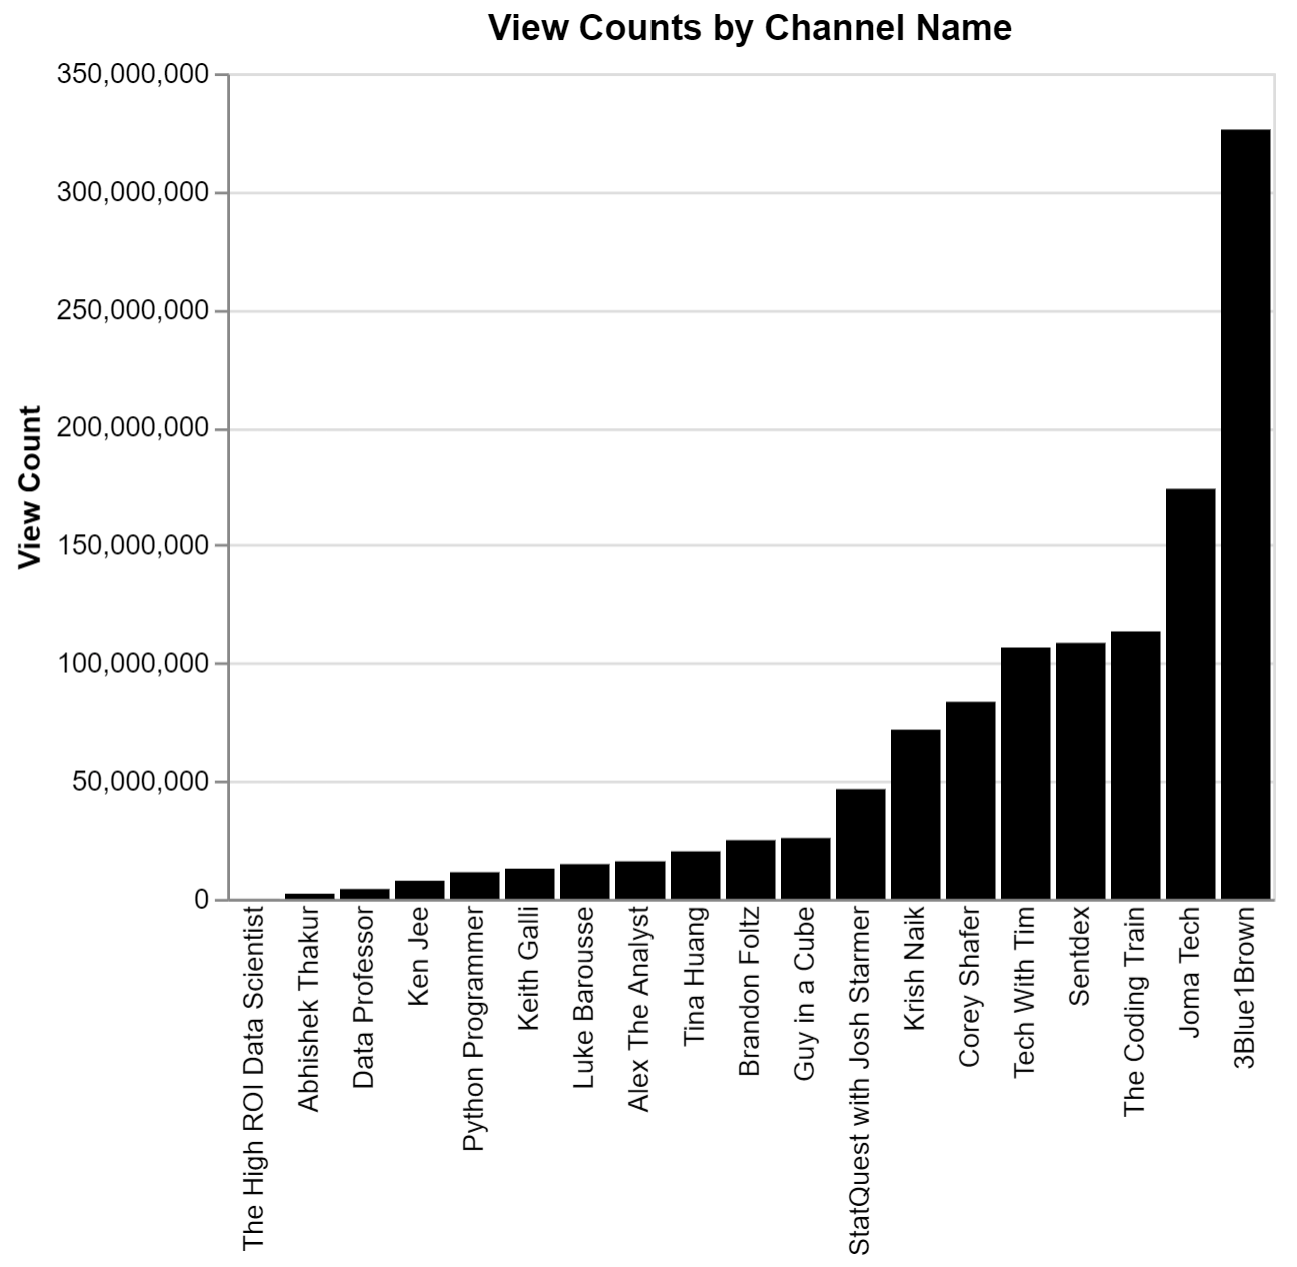 View Counts by Channel Name
350,000,000
300,000,000
250,000,000
200,000,000
150,000,000
100,000,000
50,000,000
0
View Count
The High ROI Data Scientist
Abhishek Thakur
Data Professor
Ken Jee
Python Programmer
Keith Galli
Luke Barousse
Alex The Analyst
Tina Huang
Brandon Foltz
Guy in a Cube
StatQuest with Josh Starmer
Krish Naik
Corey Shafer
Tech With Tim
Sentdex
The Coding Train
Joma Tech
3Blue1Brown